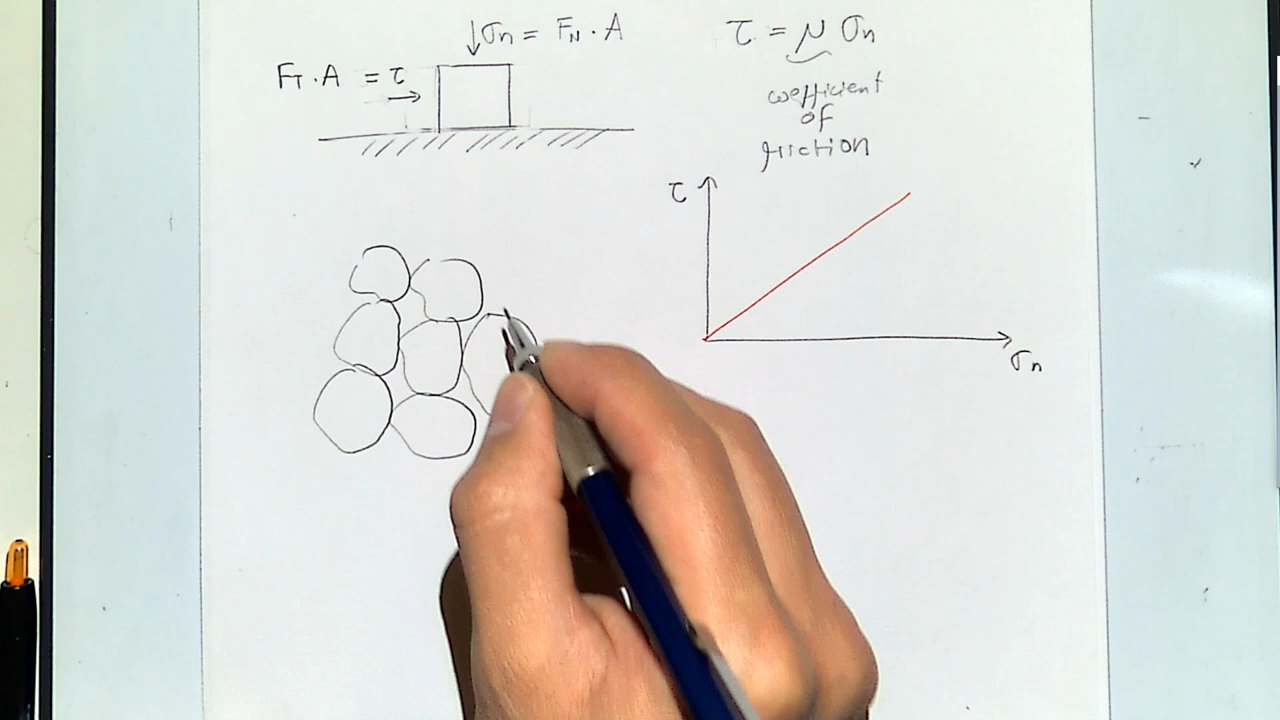 ↓σn = FN · A
FT · A = τ
→
τ = μ σn
coefficient
of
friction
τ
σn